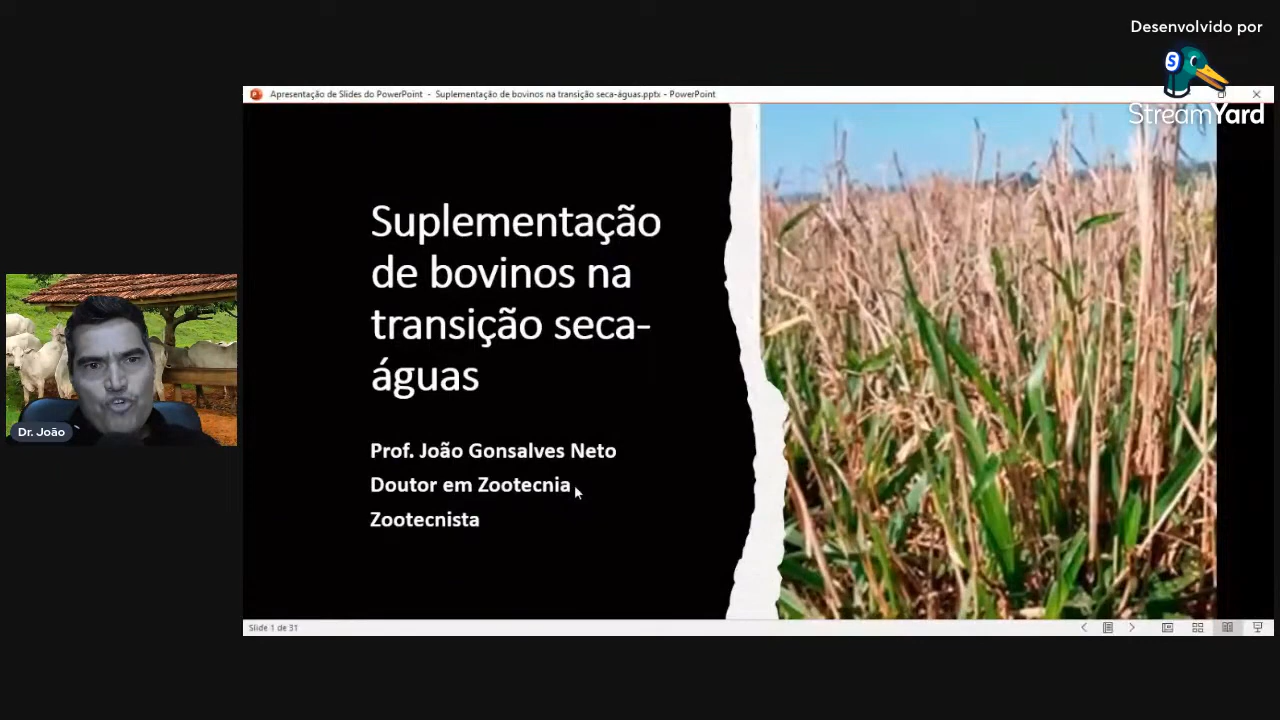 Desenvolvido por
S
StreamYard
Apresentação de Slides do PowerPoint - Suplementação de bovinos na transição seca-águas.pptx - PowerPoint
Suplementação
de bovinos na
transição seca-
águas
Prof. João Gonsalves Neto
Doutor em Zootecnia
Zootecnista
Dr. João
Slide 1 de 31